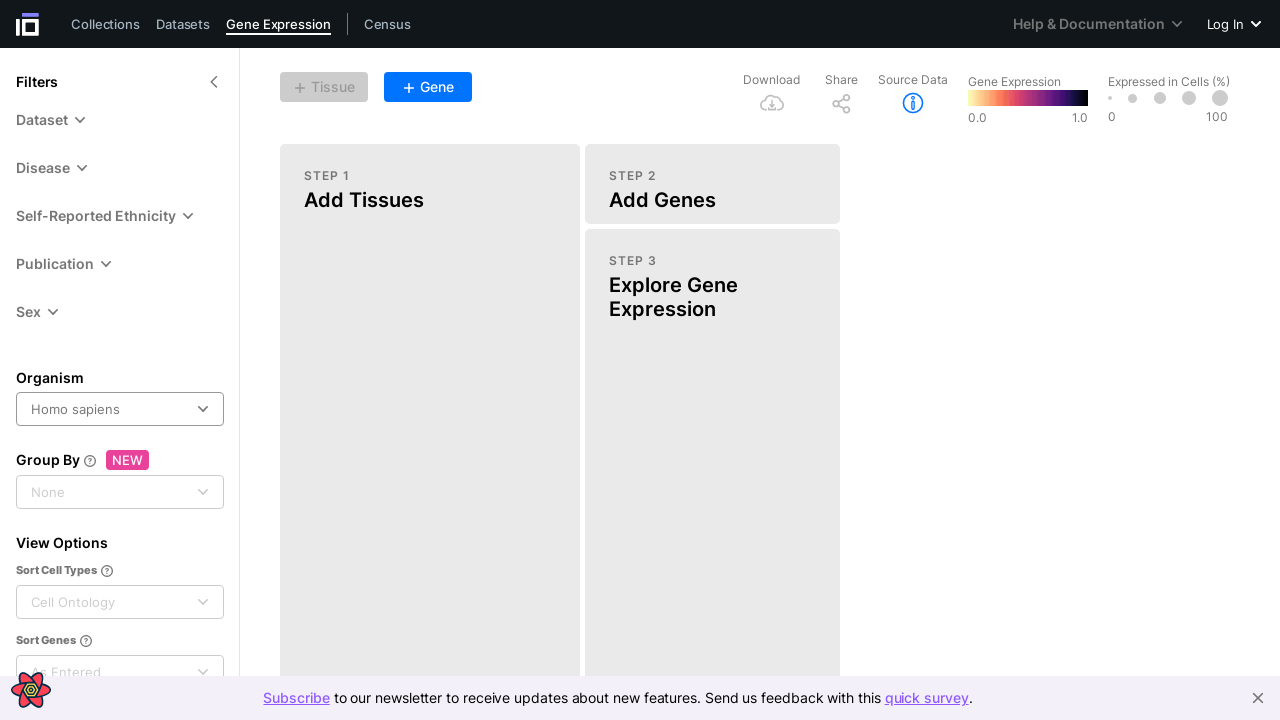 Collections Datasets Gene Expression Census Help & Documentation Log In
Filters
Dataset
Disease
Self-Reported Ethnicity
Publication
Sex
Organism
Homo sapiens
Group By NEW
None
View Options
Sort Cell Types
Cell Ontology
Sort Genes
As Entered
+ Tissue + Gene
Download Share Source Data
Gene Expression
0.0 1.0
Expressed in Cells (%)
0 100
STEP 1
Add Tissues
STEP 2
Add Genes
STEP 3
Explore Gene
Expression
Subscribe to our newsletter to receive updates about new features. Send us feedback with this quick survey.